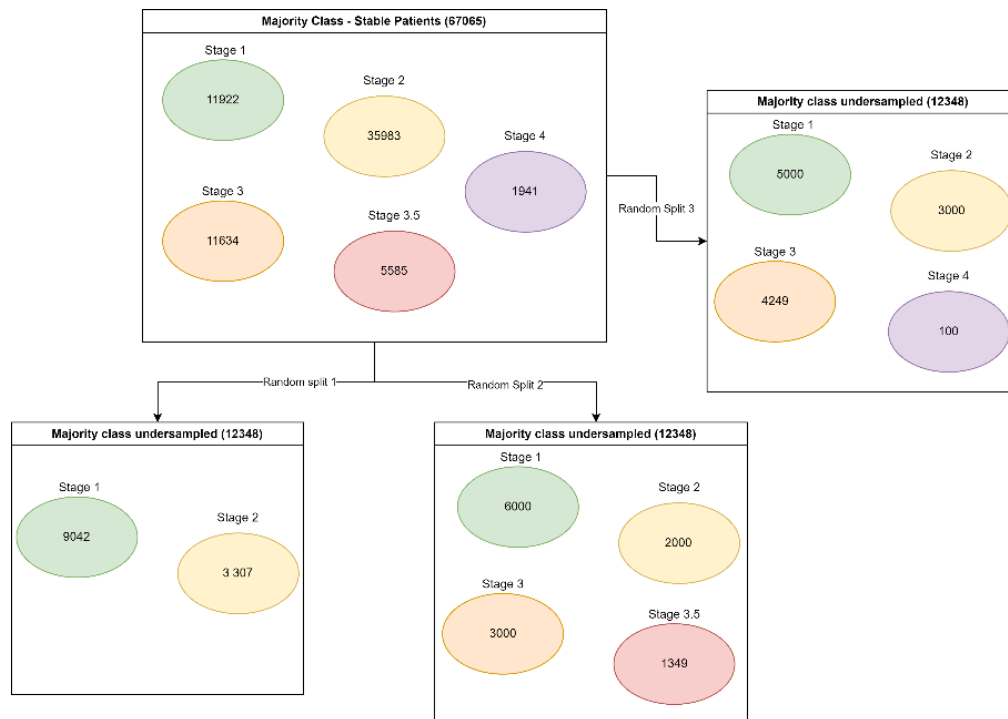 Majority Class - Stable Patients (67065)
Stage 1
11922
Stage 2
35983
Stage 4
1941
Stage 3
11634
Stage 3.5
5585
Random Split 3
Majority class undersampled (12348)
Stage 1
5000
Stage 2
3000
Stage 3
4249
Stage 4
100
Random split 1
Random Split 2
Majority class undersampled (12348)
Stage 1
9042
Stage 2
3 307
Majority class undersampled (12348)
Stage 1
6000
Stage 2
2000
Stage 3
3000
Stage 3.5
1349